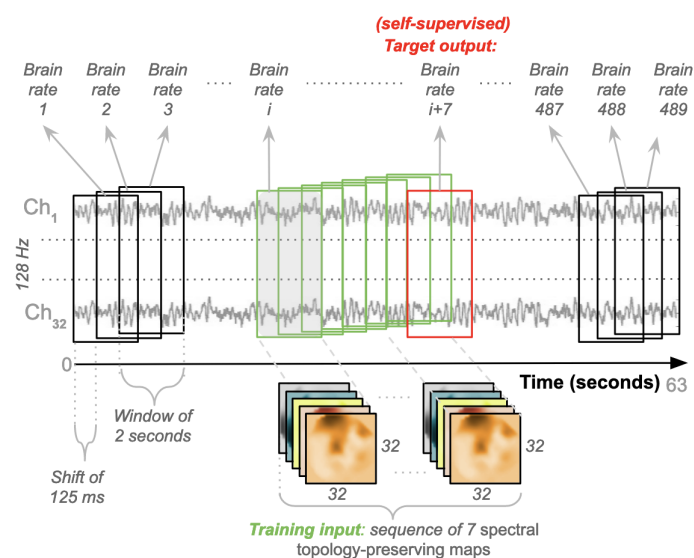 (self-supervised)
Target output:
Brain rate 1
Brain rate 2
Brain rate 3
Brain rate i
Brain rate i+7
Brain rate 487
Brain rate 488
Brain rate 489
Ch1
128 Hz
Ch32
0
Time (seconds) 63
Window of
2 seconds
Shift of
125 ms
32
32
32
32
Training input: sequence of 7 spectral
topology-preserving maps